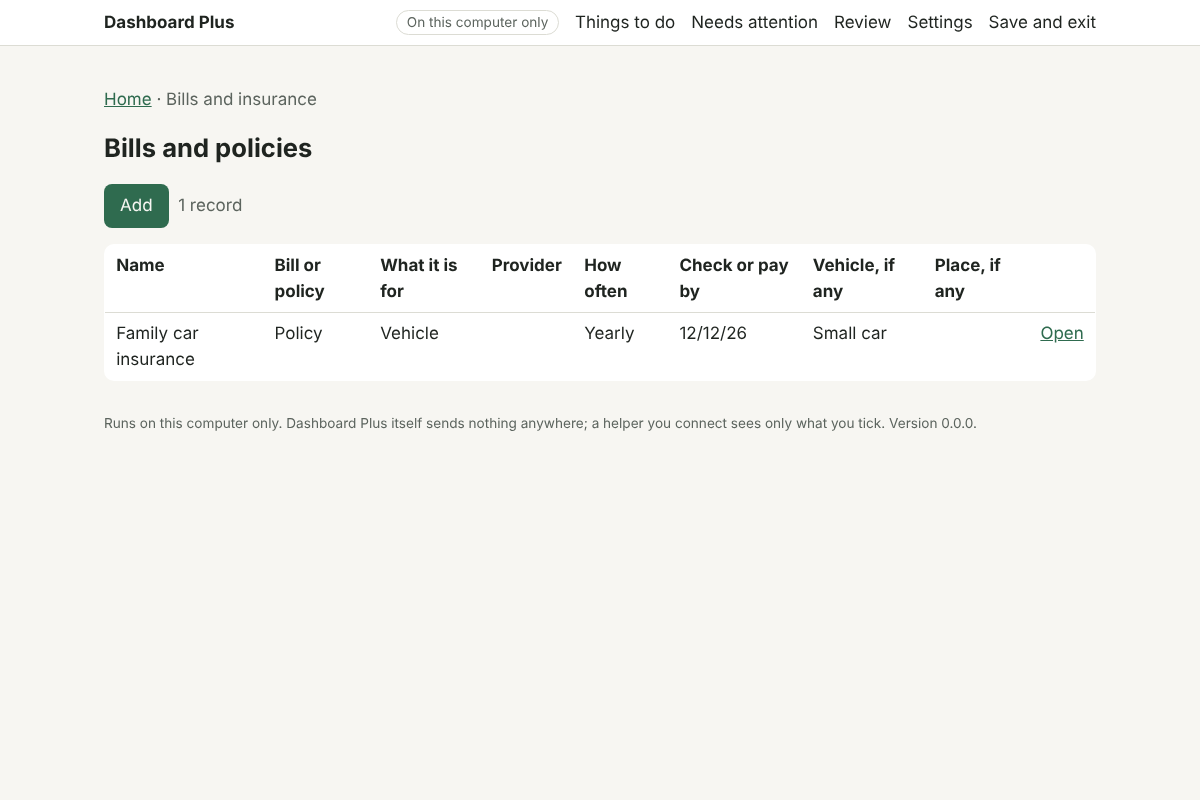 Dashboard Plus
On this computer only
Things to do
Needs attention
Review
Settings
Save and exit
Home · Bills and insurance
Bills and policies
Add
1 record
Name
Bill or policy
What it is for
Provider
How often
Check or pay by
Vehicle, if any
Place, if any
Family car insurance
Policy
Vehicle
Yearly
12/12/26
Small car
Open
Runs on this computer only. Dashboard Plus itself sends nothing anywhere; a helper you connect sees only what you tick. Version 0.0.0.